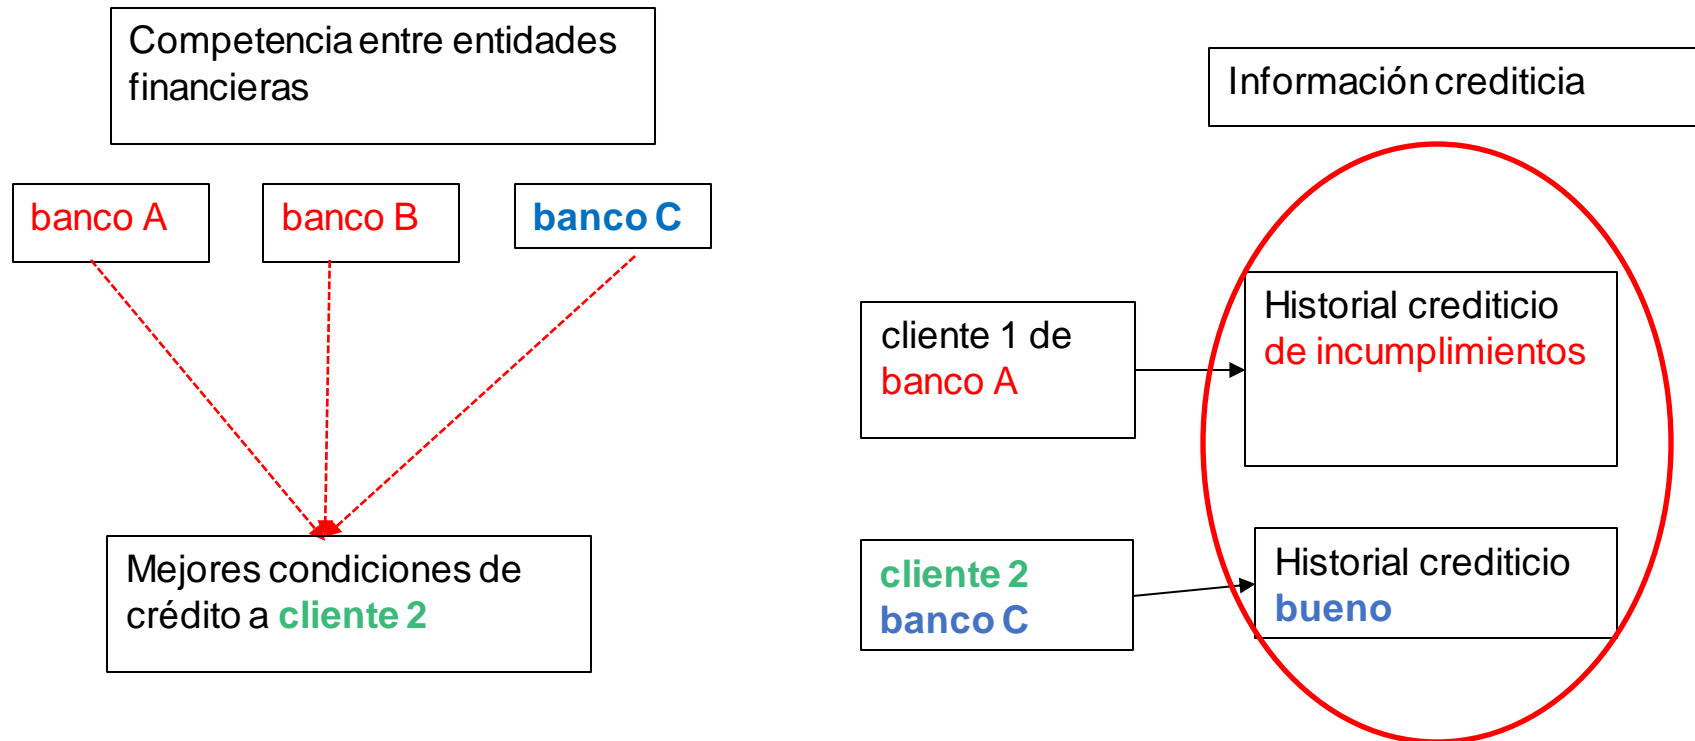 Competencia entre entidades
financieras
banco A
banco B
banco C
Mejores condiciones de
crédito a cliente 2
Información crediticia
cliente 1 de
banco A
Historial crediticio
de incumplimientos
cliente 2
banco C
Historial crediticio
bueno